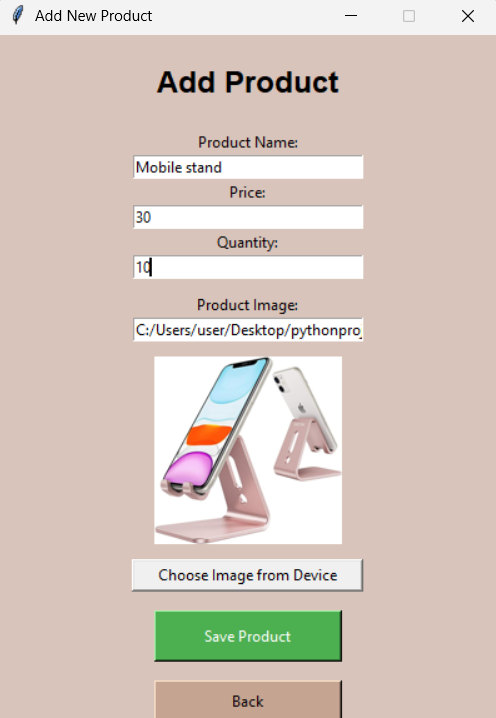 Add New Product
Add Product
Product Name:
Mobile stand
Price:
30
Quantity:
10
Product Image:
C:/Users/user/Desktop/pythonproj
Choose Image from Device
Save Product
Back